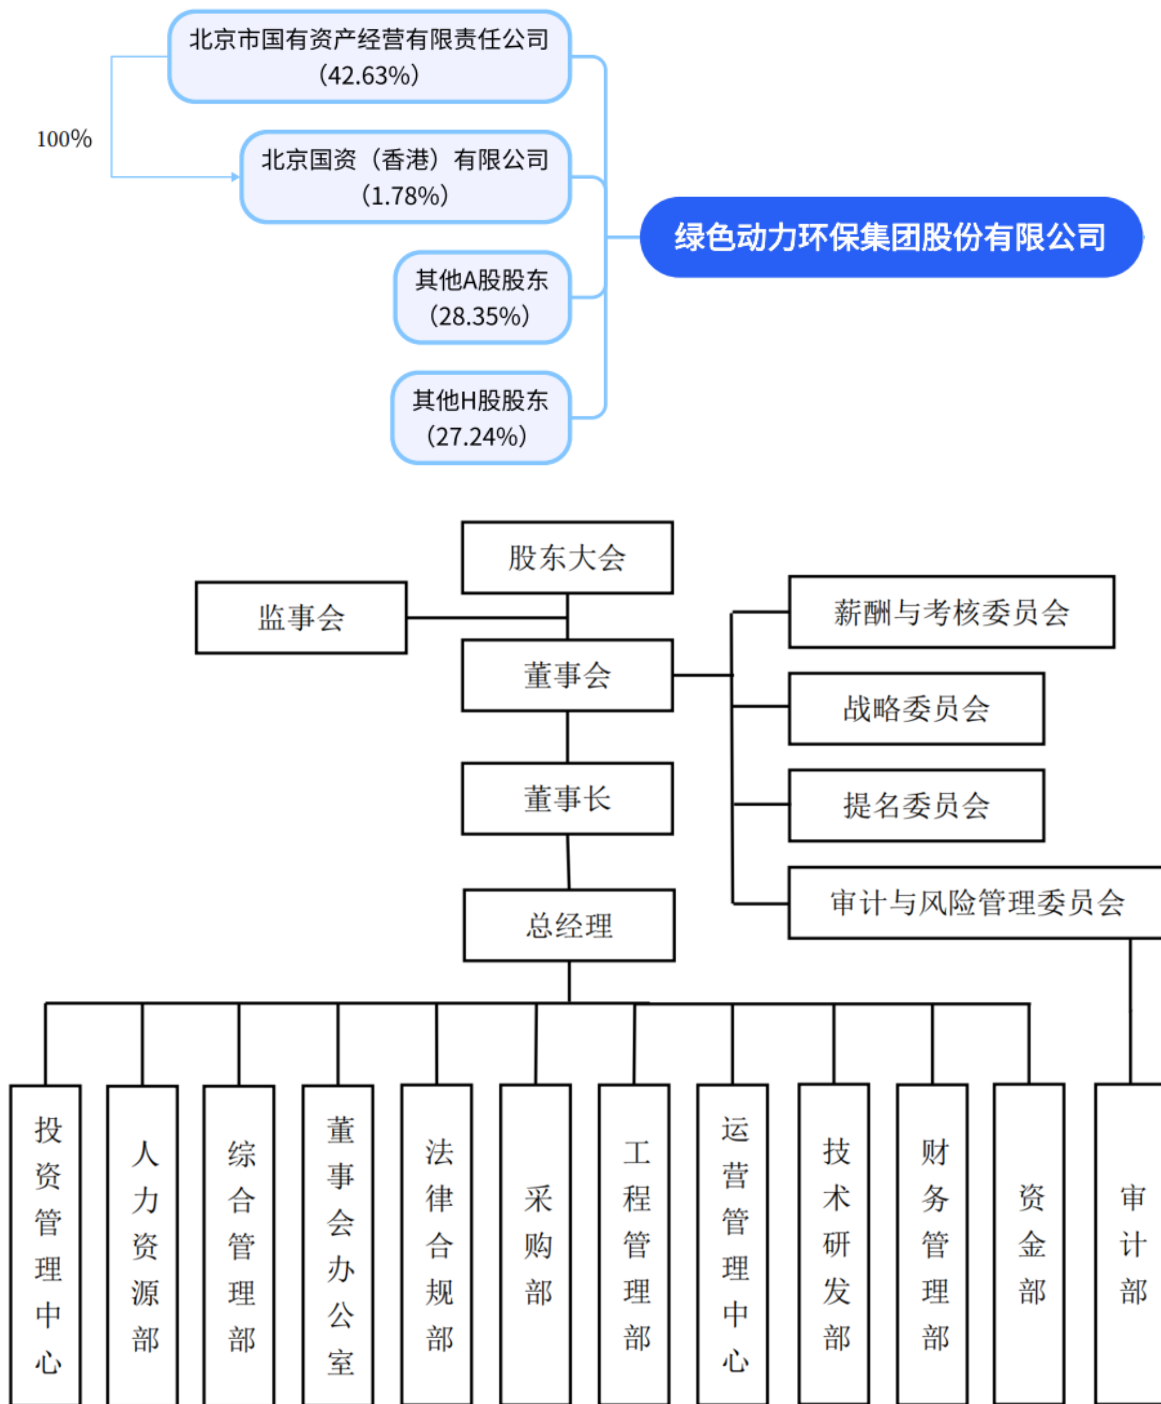 北京市国有资产经营有限责任公司
（42.63%）
100%
北京国资（香港）有限公司
（1.78%）
绿色动力环保集团股份有限公司
其他A股股东
（28.35%）
其他H股股东
（27.24%）
股东大会
监事会
薪酬与考核委员会
董事会
战略委员会
董事长
提名委员会
审计与风险管理委员会
总经理
投资管理中心
人力资源部
综合管理部
董事会办公室
法律合规部
采购部
工程管理部
运营管理中心
技术研发部
财务管理部
资金部
审计部